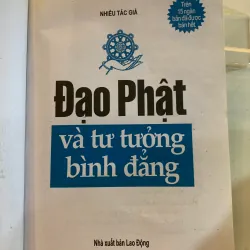 NHIỀU TÁC GIẢ
Trên
15 ngàn
bản đã được
bán hết
Đạo Phật
và tư tưởng
bình đẳng
Nhà xuất bản Lao Động